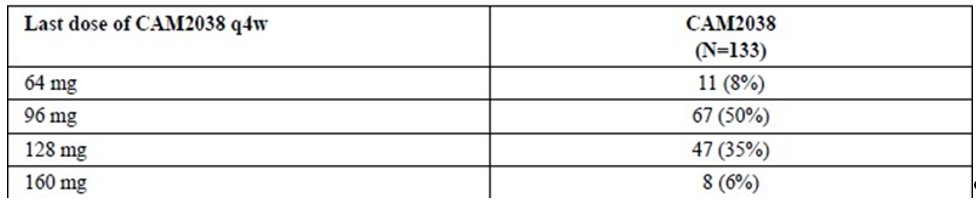 Last dose of CAM2038 q4w CAM2038
(N=133)
64 mg 11 (8%)
96 mg 67 (50%)
128 mg 47 (35%)
160 mg 8 (6%)